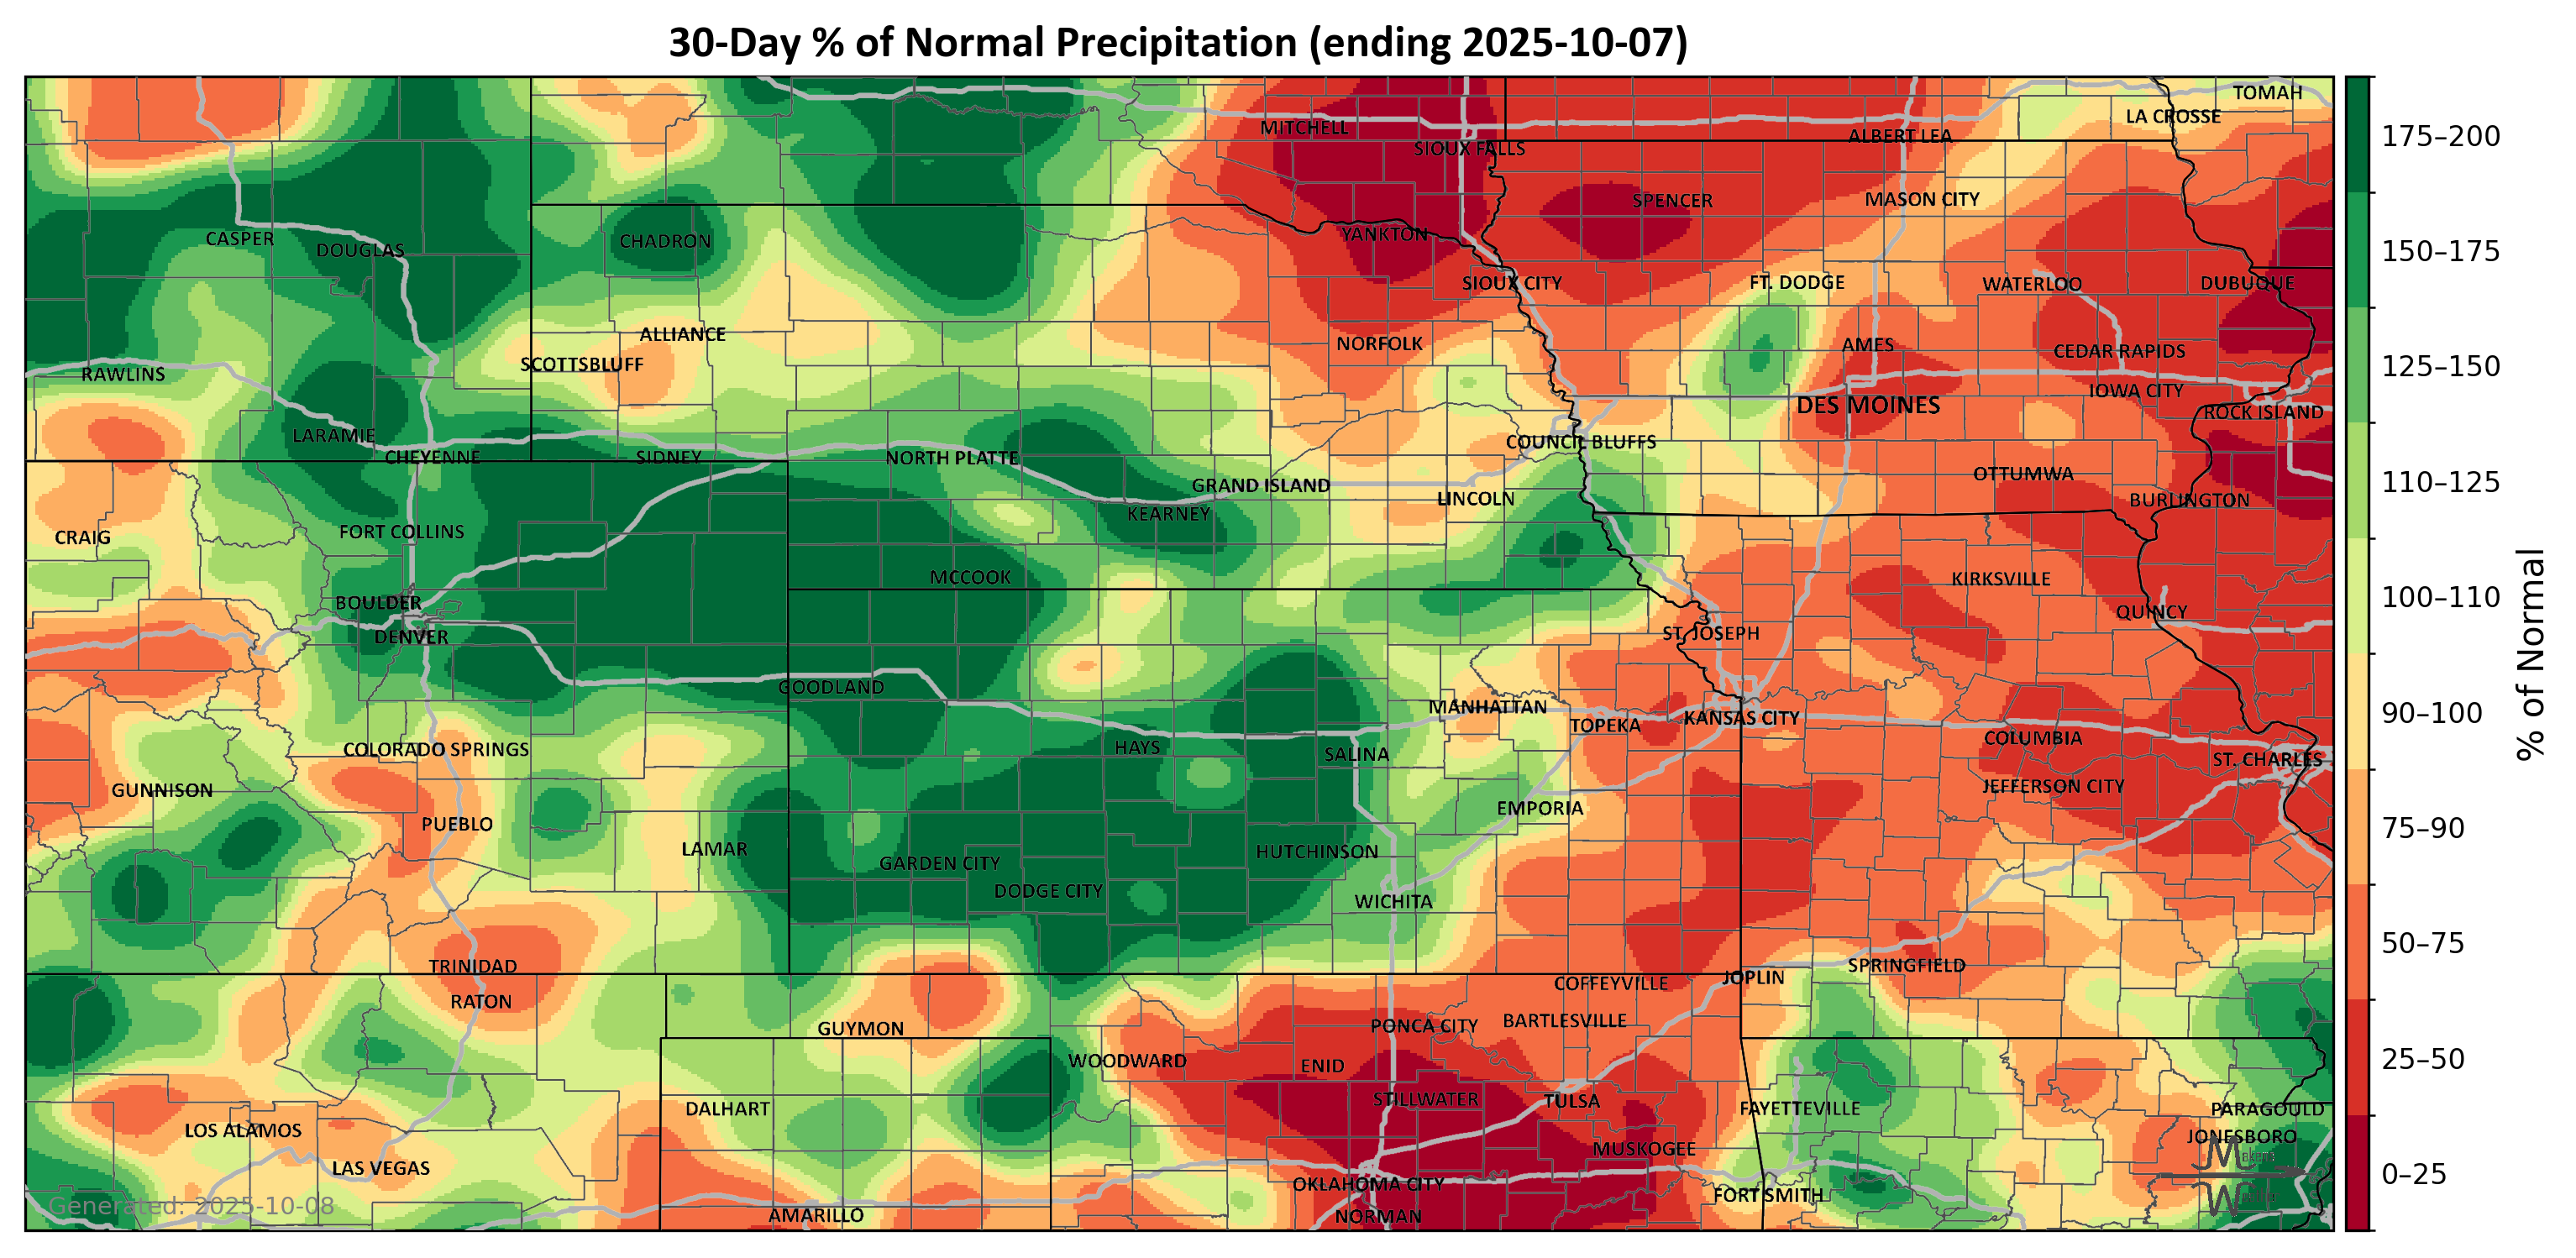 30-Day % of Normal Precipitation (ending 2025-10-07)
TOMAH
LA CROSSE
MITCHELL
ALBERT LEA
SIOUX FALLS
SPENCER
MASON CITY
YANKTON
CASPER
DOUGLAS
CHADRON
SIOUX CITY
FT. DODGE
WATERLOO
DUBUQUE
ALLIANCE
NORFOLK
AMES
CEDAR RAPIDS
SCOTTSBLUFF
RAWLINS
IOWA CITY
DES MOINES
ROCK ISLAND
LARAMIE
COUNCIL BLUFFS
CHEYENNE
SIDNEY
NORTH PLATTE
OTTUMWA
GRAND ISLAND
LINCOLN
BURLINGTON
KEARNEY
FORT COLLINS
CRAIG
MCCOOK
KIRKSVILLE
BOULDER
QUINCY
DENVER
ST. JOSEPH
GOODLAND
MANHATTAN
TOPEKA
KANSAS CITY
COLUMBIA
COLORADO SPRINGS
HAYS
SALINA
ST. CHARLES
GUNNISON
JEFFERSON CITY
EMPORIA
PUEBLO
LAMAR
GARDEN CITY
HUTCHINSON
DODGE CITY
WICHITA
TRINIDAD
SPRINGFIELD
RATON
COFFEYVILLE
JOPLIN
GUYMON
PONCA CITY
BARTLESVILLE
WOODWARD
ENID
DALHART
STILLWATER
TULSA
FAYETTEVILLE
PARAGOULD
LOS ALAMOS
JONESBORO
MUSKOGEE
LAS VEGAS
OKLAHOMA CITY
FORT SMITH
AMARILLO
NORMAN
Generated: 2025-10-08
175–200
150–175
125–150
110–125
100–110
90–100
75–90
50–75
25–50
0–25
% of Normal